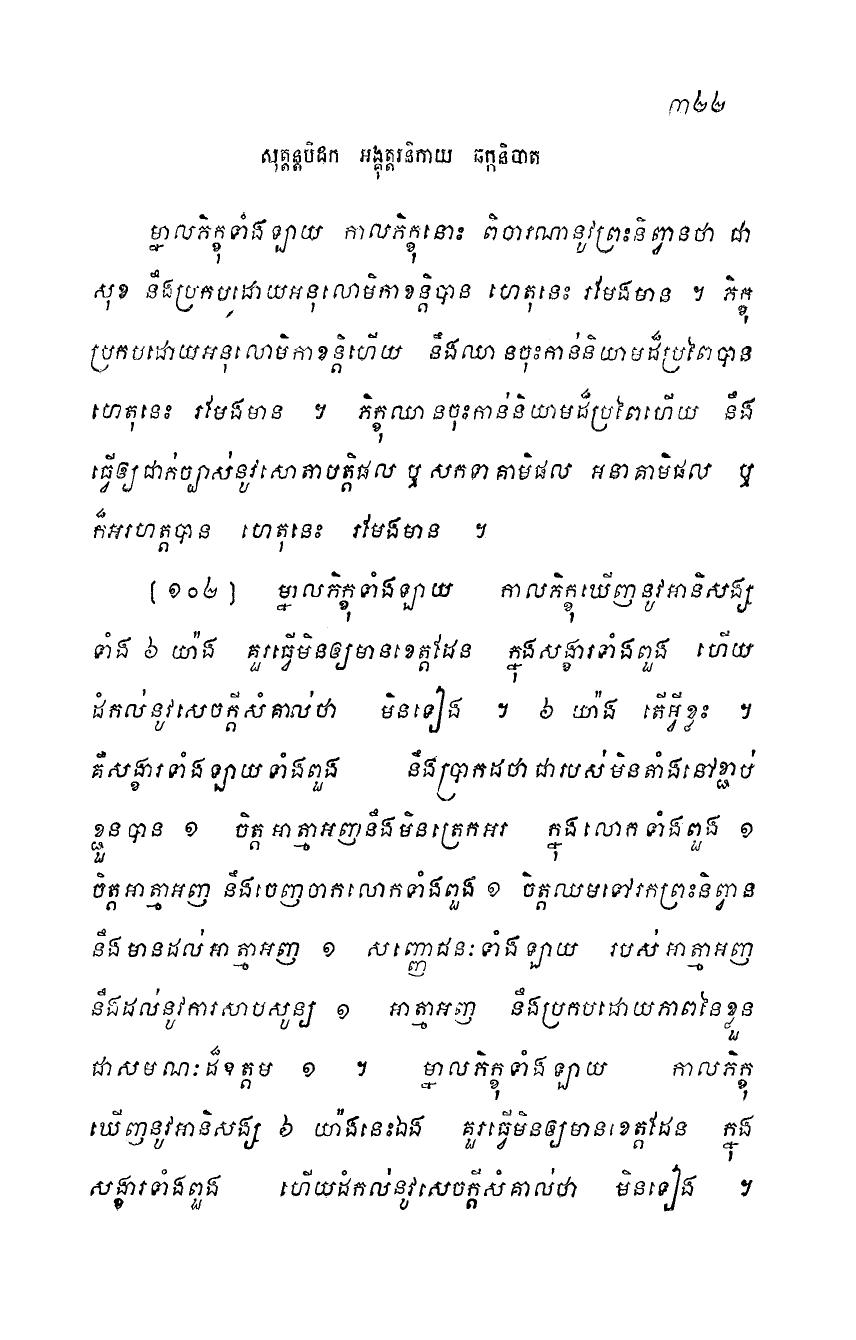 ៣២២
សុត្តន្តបិដក អង្គុត្តរនិកាយ ឆក្កនិបាត
ម្នាលភិក្ខុទាំងឡាយ កាលភិក្ខុនោះ ពិចារណានូវព្រះនិព្វានថា ជា
សុខ នឹងប្រកបដោយអនុលោមិកាខន្តិបាន ហេតុនេះ រមែងមាន ។ ភិក្ខុ
ប្រកបដោយអនុលោមិកាខន្តិហើយ នឹងឈានចុះកាន់និយាមដ៏ប្រពៃបាន
ហេតុនេះ រមែងមាន ។ ភិក្ខុឈានចុះកាន់និយាមដ៏ប្រពៃហើយ នឹង
ធ្វើឲ្យជាក់ច្បាស់នូវសោតាបត្តិផល ឬ សកទាគាមិផល អនាគាមិផល ឬ
ក៏អរហត្តបាន ហេតុនេះ រមែងមាន ។
[១០២] ម្នាលភិក្ខុទាំងឡាយ កាលភិក្ខុឃើញនូវអានិសង្ស
ទាំង ៦ យ៉ាង គួរធ្វើមិនឲ្យមានខេត្តដែន ក្នុងសង្ខារទាំងពួង ហើយ
ដំកល់នូវសេចក្តីសំគាល់ថា មិនទៀង ។ ៦ យ៉ាង តើអ្វីខ្លះ ។
គឺសង្ខារទាំងឡាយទាំងពួង នឹងប្រាកដថាជារបស់មិនតាំងនៅខ្ជាប់
ខ្ជួនបាន ១ ចិត្តអាត្មាអញនឹងមិនត្រេកអរ ក្នុងលោកទាំងពួង ១
ចិត្តអាត្មាអញ នឹងចេញចាកលោកទាំងពួង ១ ចិត្តឈមទៅរកព្រះនិព្វាន
នឹងមានដល់អាត្មាអញ ១ សញ្ញោជនៈទាំងឡាយ របស់អាត្មាអញ
នឹងដល់នូវការសាបសូន្យ ១ អាត្មាអញ នឹងប្រកបដោយភាពនៃខ្លួន
ជាសមណៈដ៏ឧត្តម ១ ។ ម្នាលភិក្ខុទាំងឡាយ កាលភិក្ខុ
ឃើញនូវអានិសង្ស ៦ យ៉ាងនេះឯង គួរធ្វើមិនឲ្យមានខេត្តដែន ក្នុង
សង្ខារទាំងពួង ហើយដំកល់នូវសេចក្តីសំគាល់ថា មិនទៀង ។